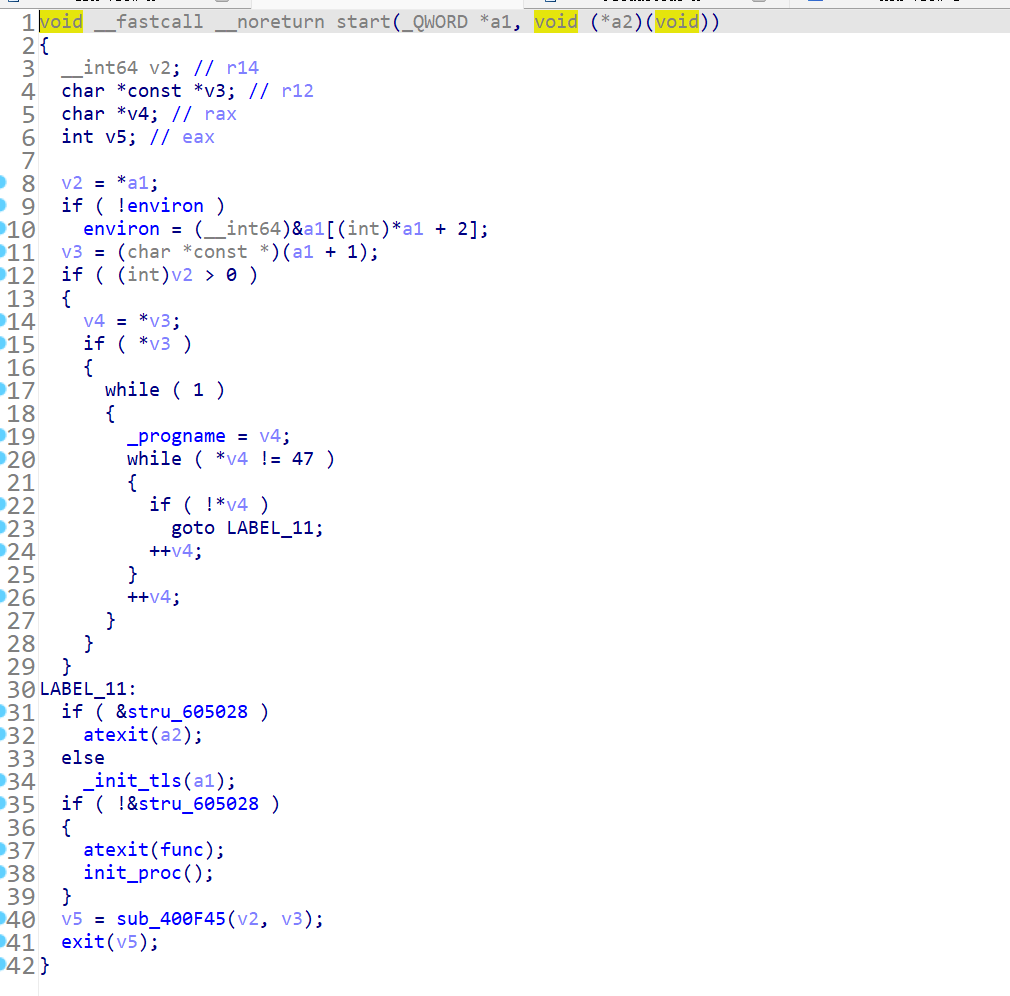 1 void __fastcall __noreturn start(_QWORD *a1, void (*a2)(void))
2 {
3   __int64 v2; // r14
4   char *const *v3; // r12
5   char *v4; // rax
6   int v5; // eax
7
8   v2 = *a1;
9   if ( !environ )
10     environ = (__int64)&a1[(int)*a1 + 2];
11   v3 = (char *const *)(a1 + 1);
12   if ( (int)v2 > 0 )
13   {
14     v4 = *v3;
15     if ( *v3 )
16     {
17       while ( 1 )
18       {
19         _progname = v4;
20         while ( *v4 != 47 )
21         {
22           if ( !*v4 )
23             goto LABEL_11;
24           ++v4;
25         }
26         ++v4;
27       }
28     }
29   }
30 LABEL_11:
31   if ( &stru_605028 )
32     atexit(a2);
33   else
34     _init_tls(a1);
35   if ( !&stru_605028 )
36   {
37     atexit(func);
38     init_proc();
39   }
40   v5 = sub_400F45(v2, v3);
41   exit(v5);
42 }